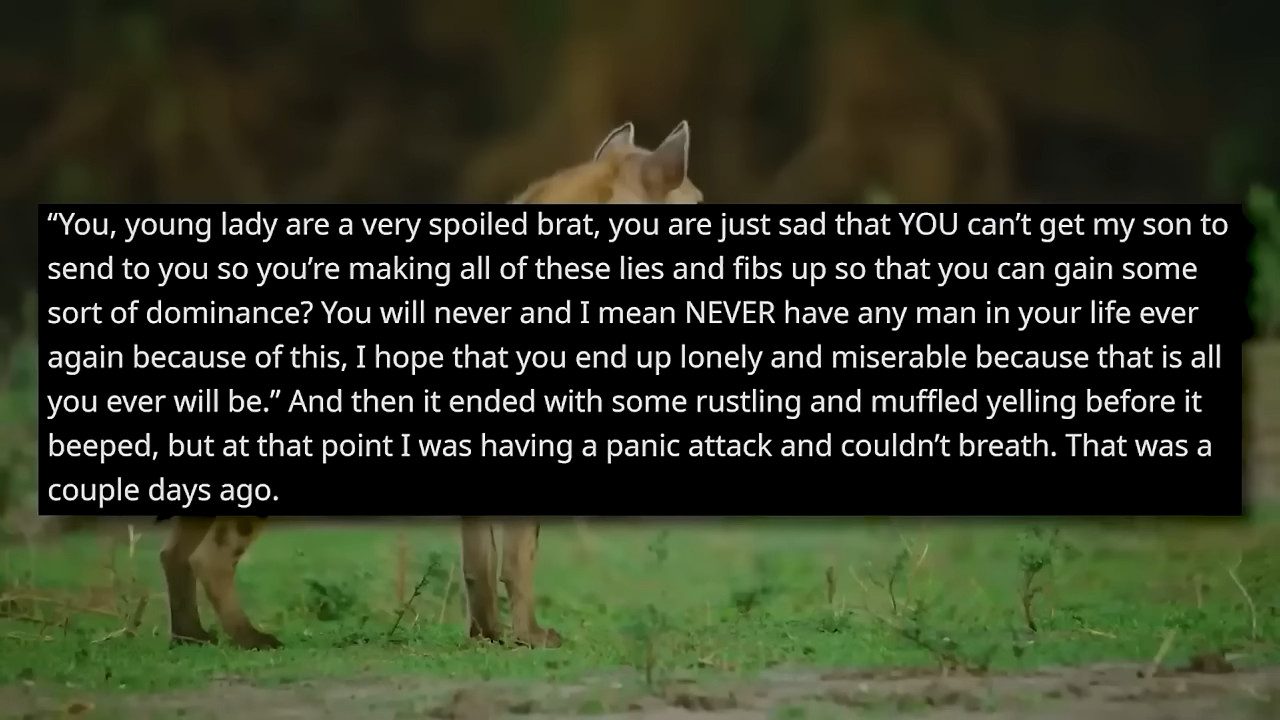 “You, young lady are a very spoiled brat, you are just sad that YOU can’t get my son to
send to you so you’re making all of these lies and fibs up so that you can gain some
sort of dominance? You will never and I mean NEVER have any man in your life ever
again because of this, I hope that you end up lonely and miserable because that is all
you ever will be.” And then it ended with some rustling and muffled yelling before it
beeped, but at that point I was having a panic attack and couldn’t breath. That was a
couple days ago.